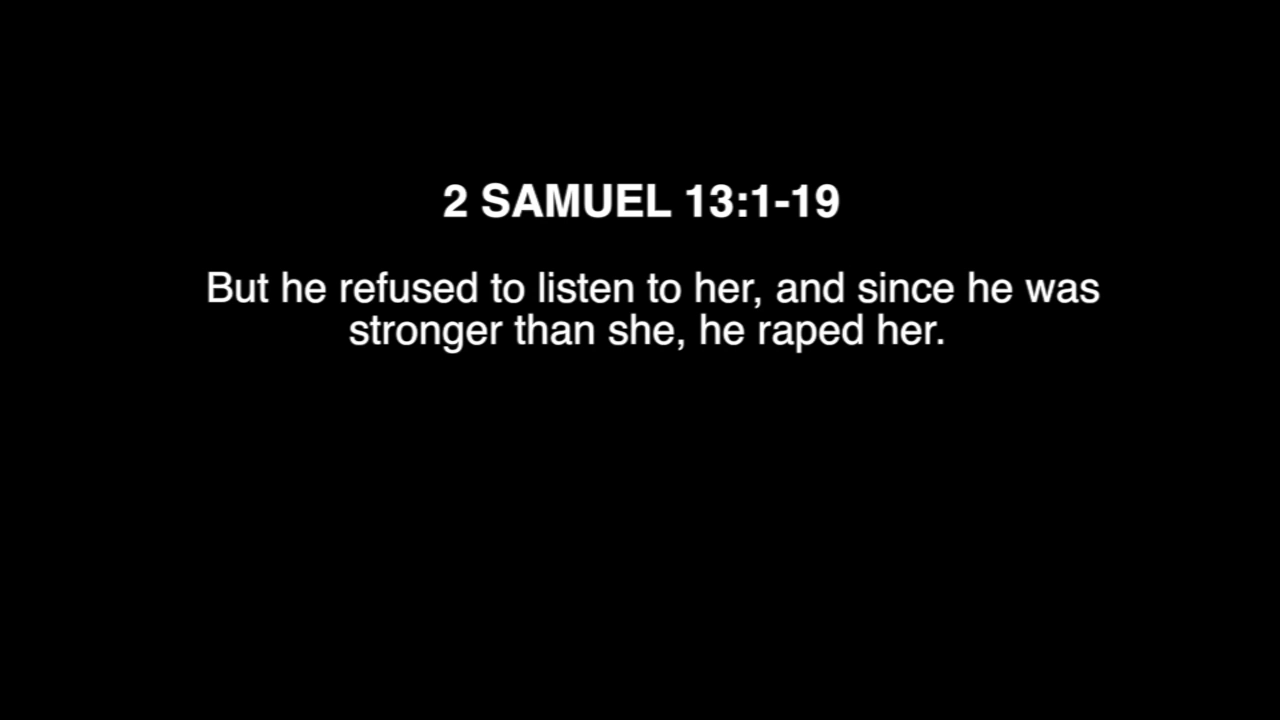 2 SAMUEL 13:1-19
But he refused to listen to her, and since he was
stronger than she, he raped her.